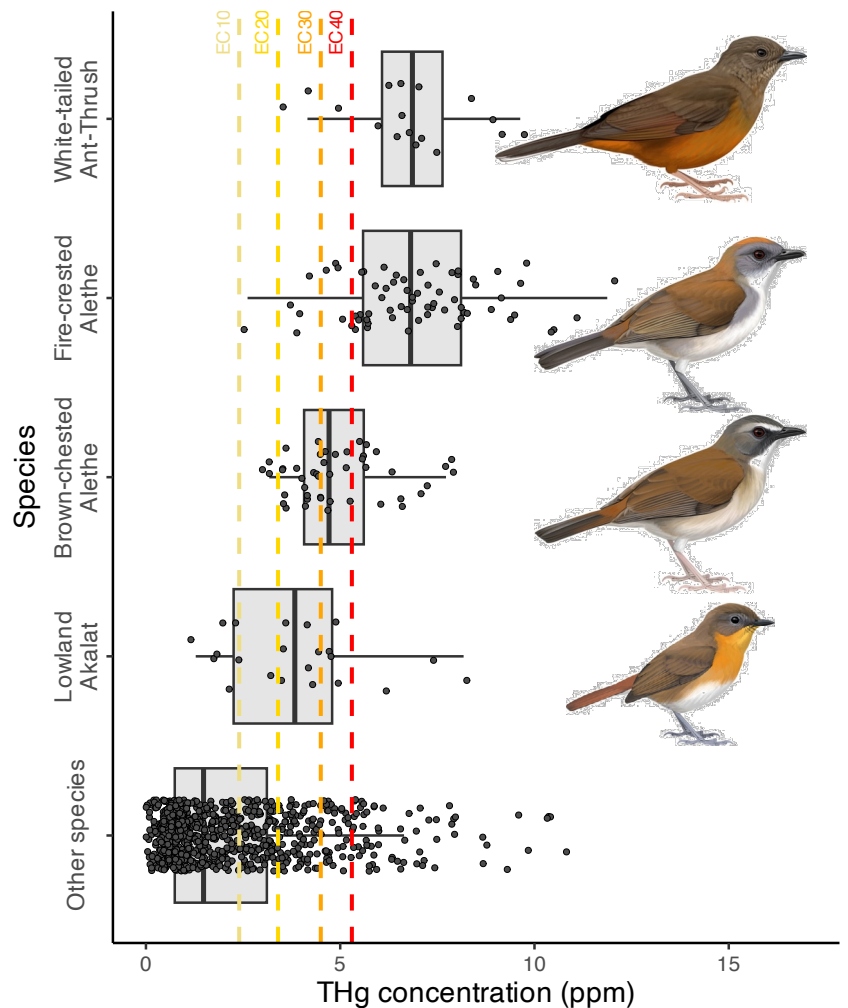 EC10
EC20
EC30
EC40
White-tailed
Ant-Thrush
Fire-crested
Alethe
Brown-chested
Alethe
Lowland
Akalat
Other species
Species
0
5
10
15
THg concentration (ppm)